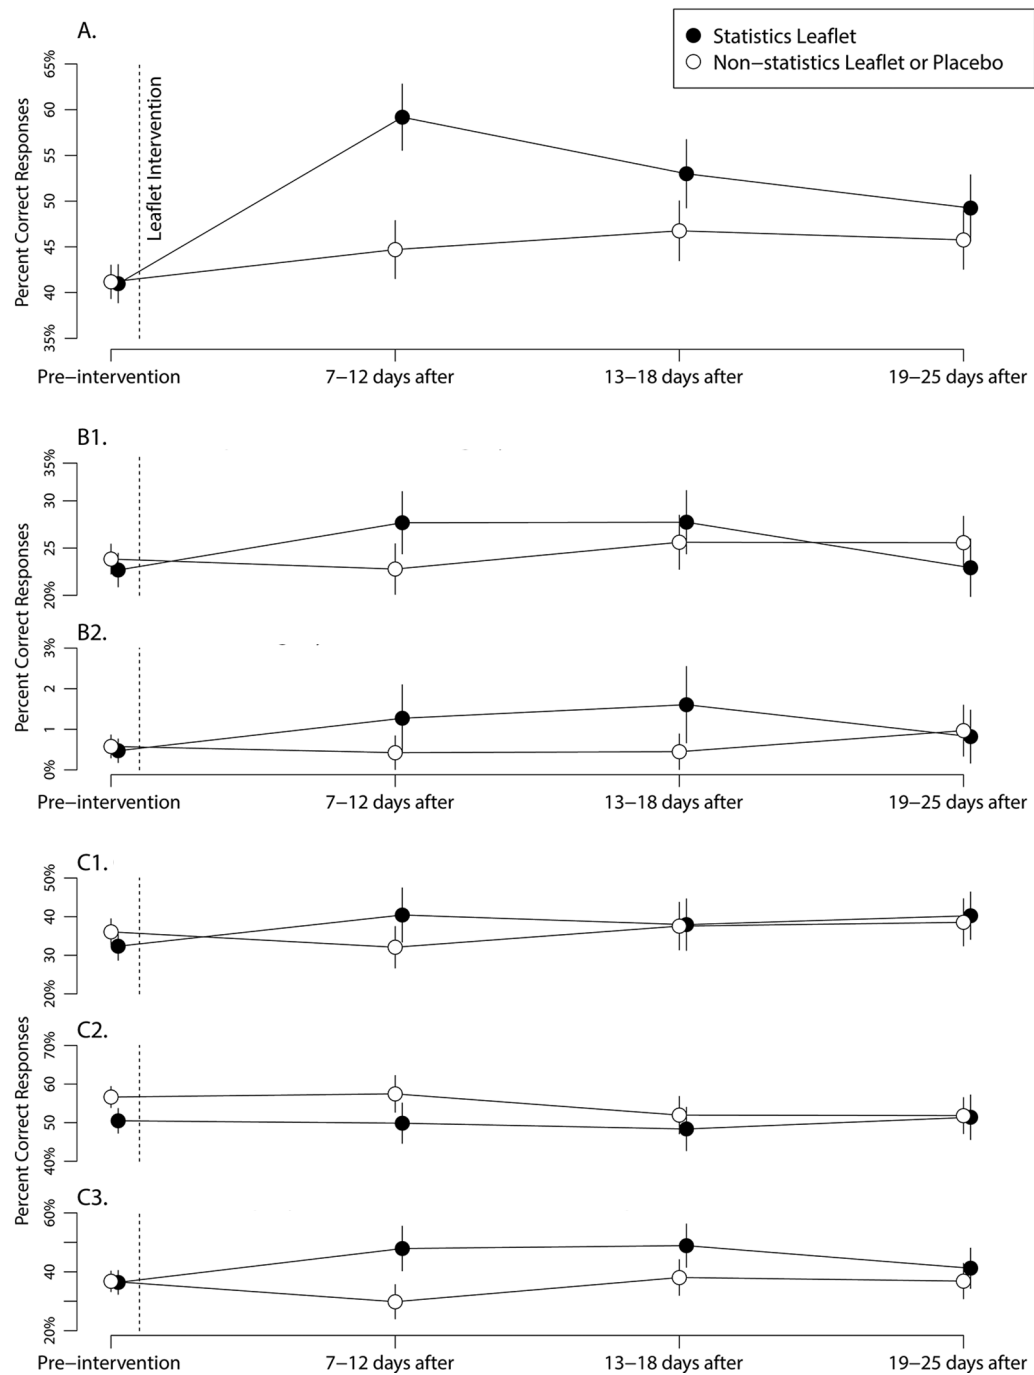 A.
Statistics Leaflet
Non−statistics Leaflet or Placebo
Percent Correct Responses
65%
60
55
50
45
40
35%
Leaflet Intervention
Pre−intervention
7−12 days after
13−18 days after
19−25 days after
B1.
Percent Correct Responses
35%
30
25
20%
B2.
3%
2
1
0%
Pre−intervention
7−12 days after
13−18 days after
19−25 days after
C1.
50%
40
30
20%
C2.
Percent Correct Responses
70%
60
50
40%
C3.
60%
40
20%
Pre−intervention
7−12 days after
13−18 days after
19−25 days after